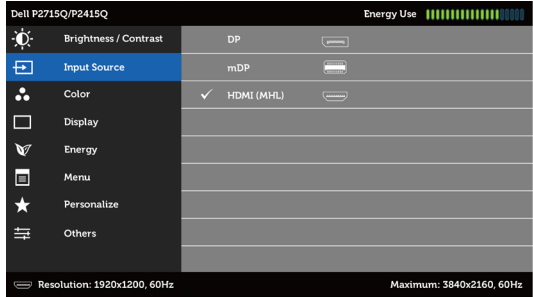 Dell P2715Q/P2415Q Energy Use
Brightness / Contrast DP
Input Source mDP
Color HDMI (MHL)
Display
Energy
Menu
Personalize
Others
Resolution: 1920x1200, 60Hz Maximum: 3840x2160, 60Hz